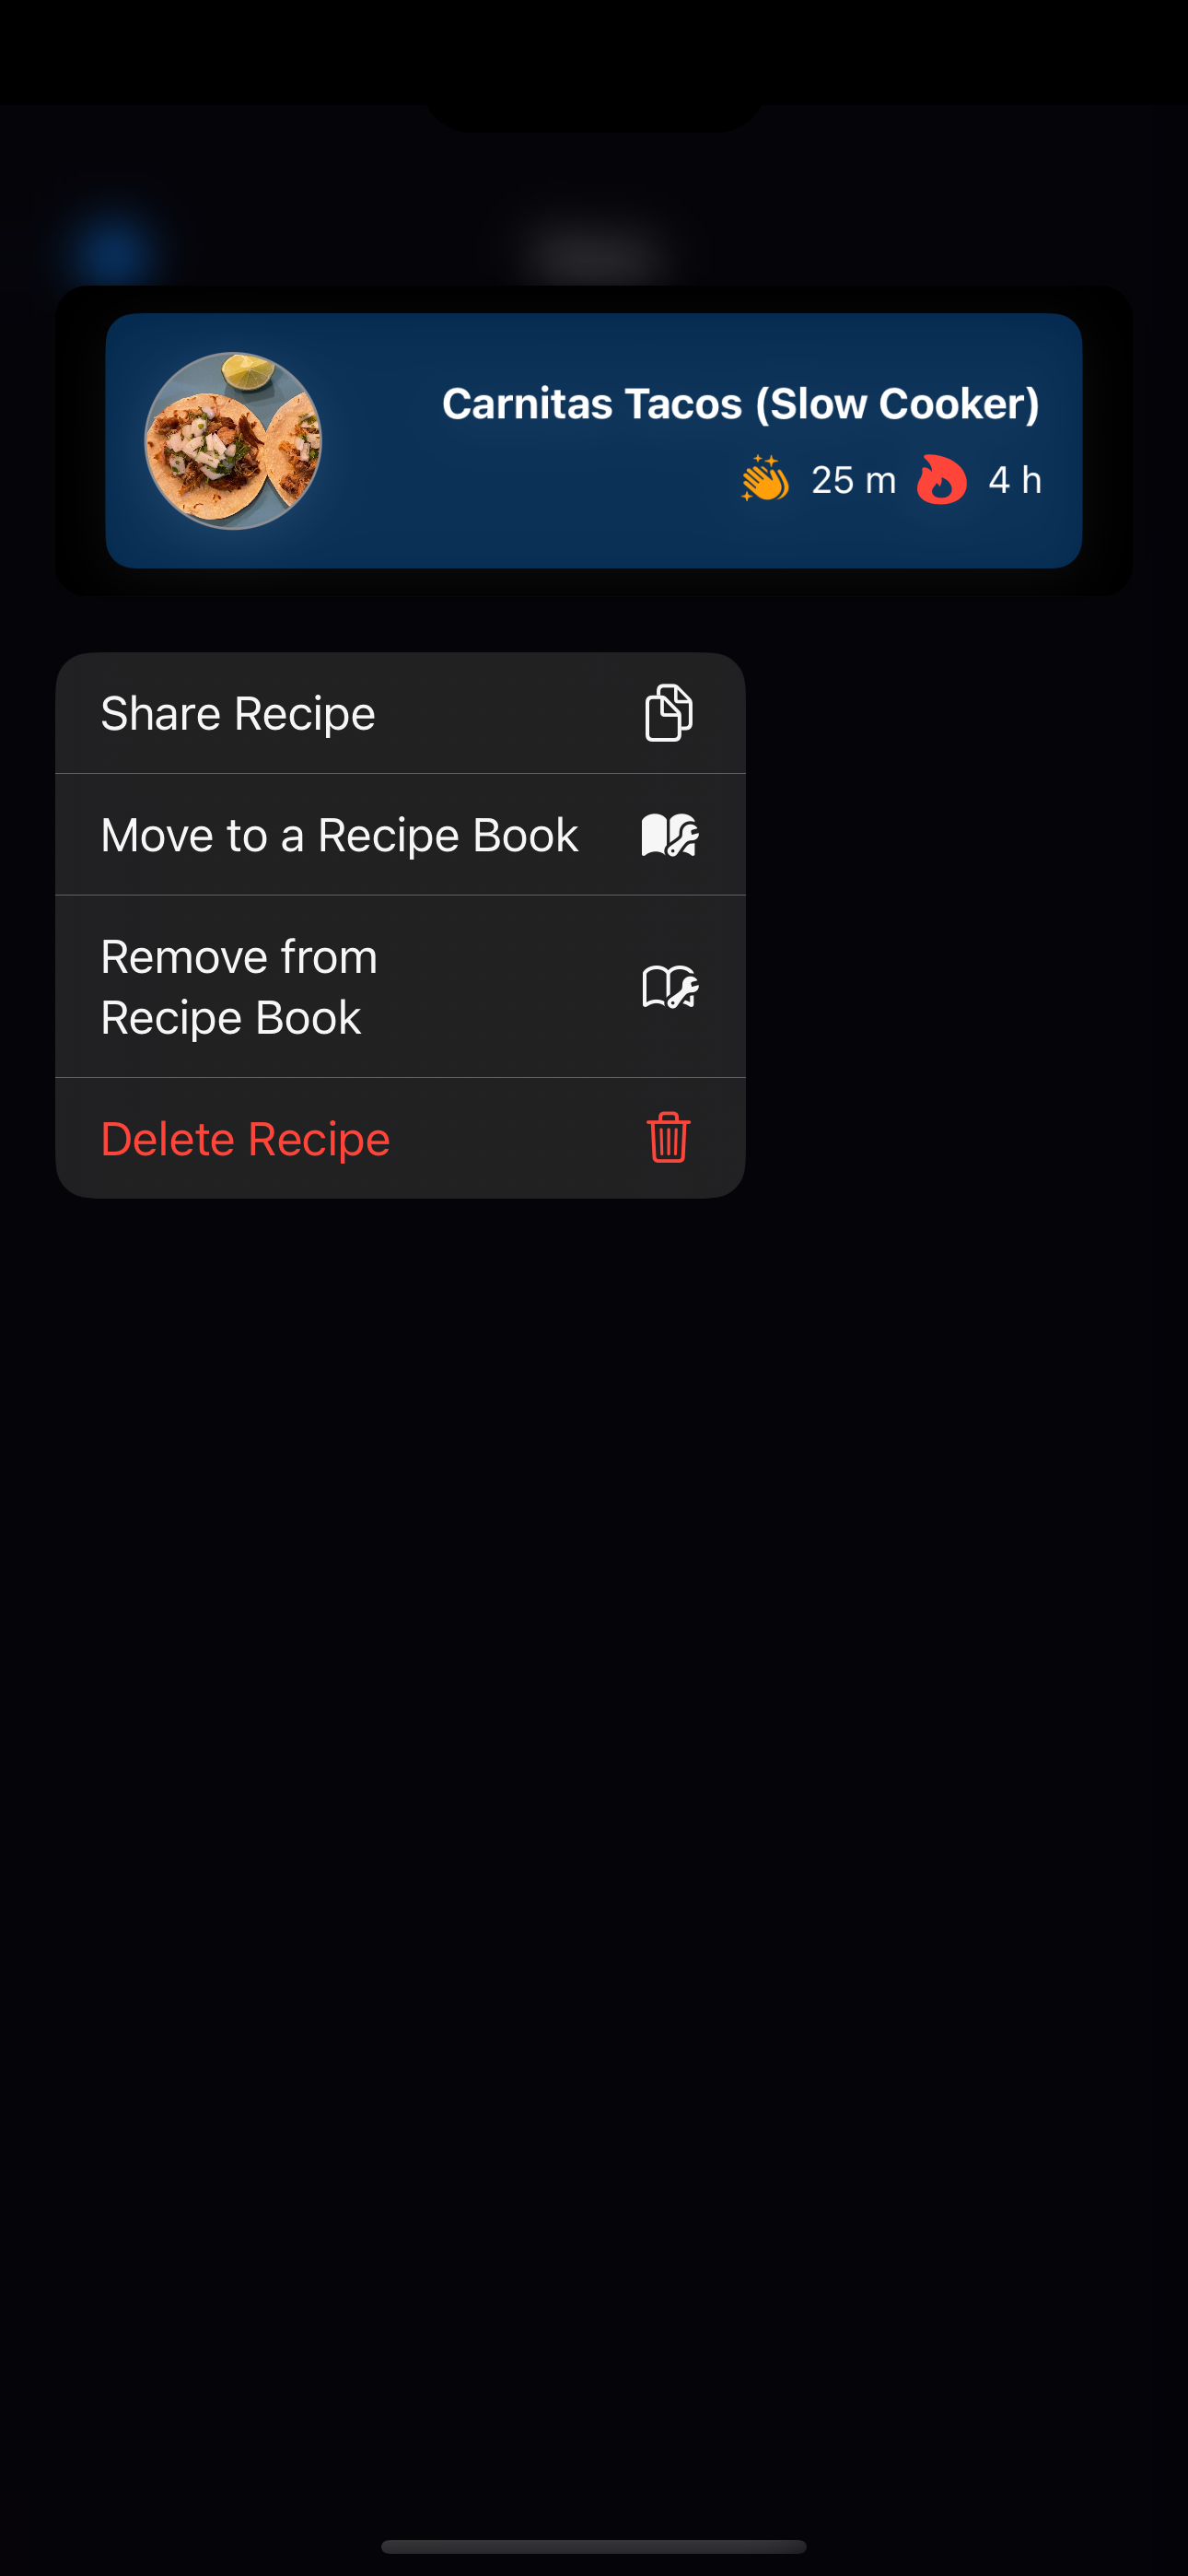 Carnitas Tacos (Slow Cooker)
25 m 4 h
Share Recipe
Move to a Recipe Book
Remove from
Recipe Book
Delete Recipe